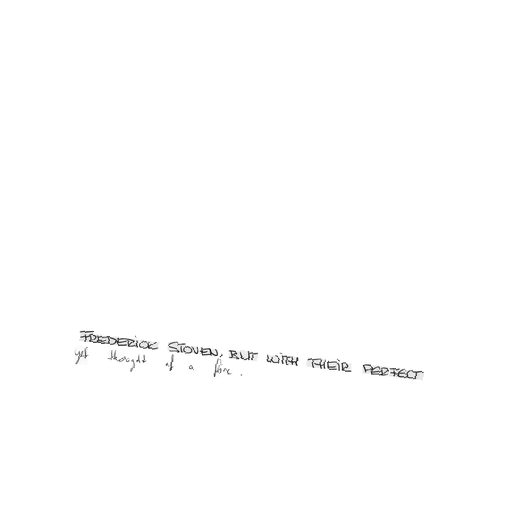 FREDERICK STOVEN, BUT WITH THEIR PERFECT
yet thought of a fire .